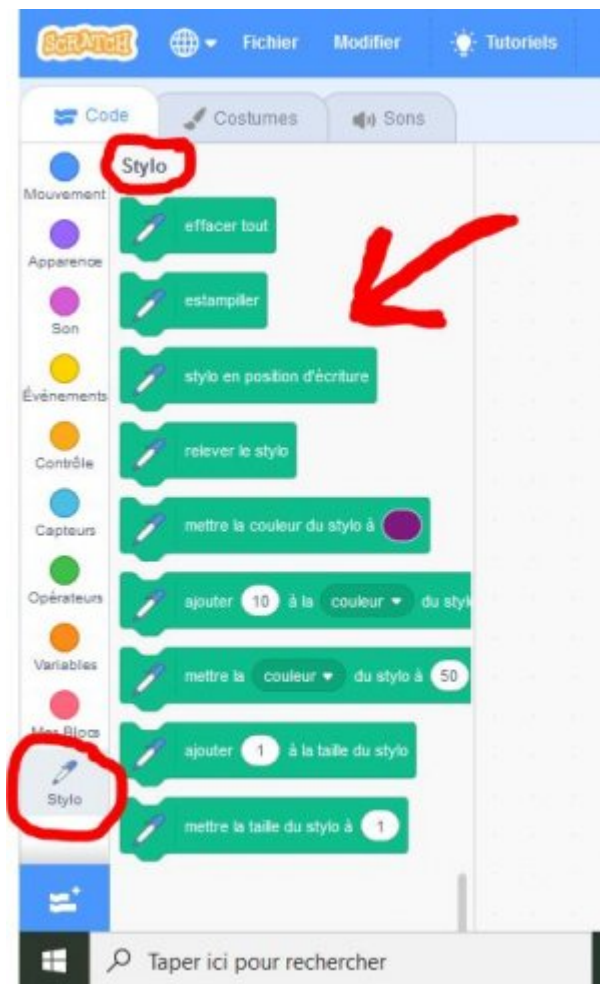 SCRATCH Fichier Modifier Tutoriels
Code Costumes Sons
Stylo
Mouvement
Apparence
Son
Événements
Contrôle
Capteurs
Opérateurs
Variables
Mes Blocs
Stylo
effacer tout
estampiller
stylo en position d'écriture
relever le stylo
mettre la couleur du stylo à
ajouter 10 à la couleur du styl
mettre la couleur du stylo à 50
ajouter 1 à la taille du stylo
mettre la taille du stylo à 1
Taper ici pour rechercher